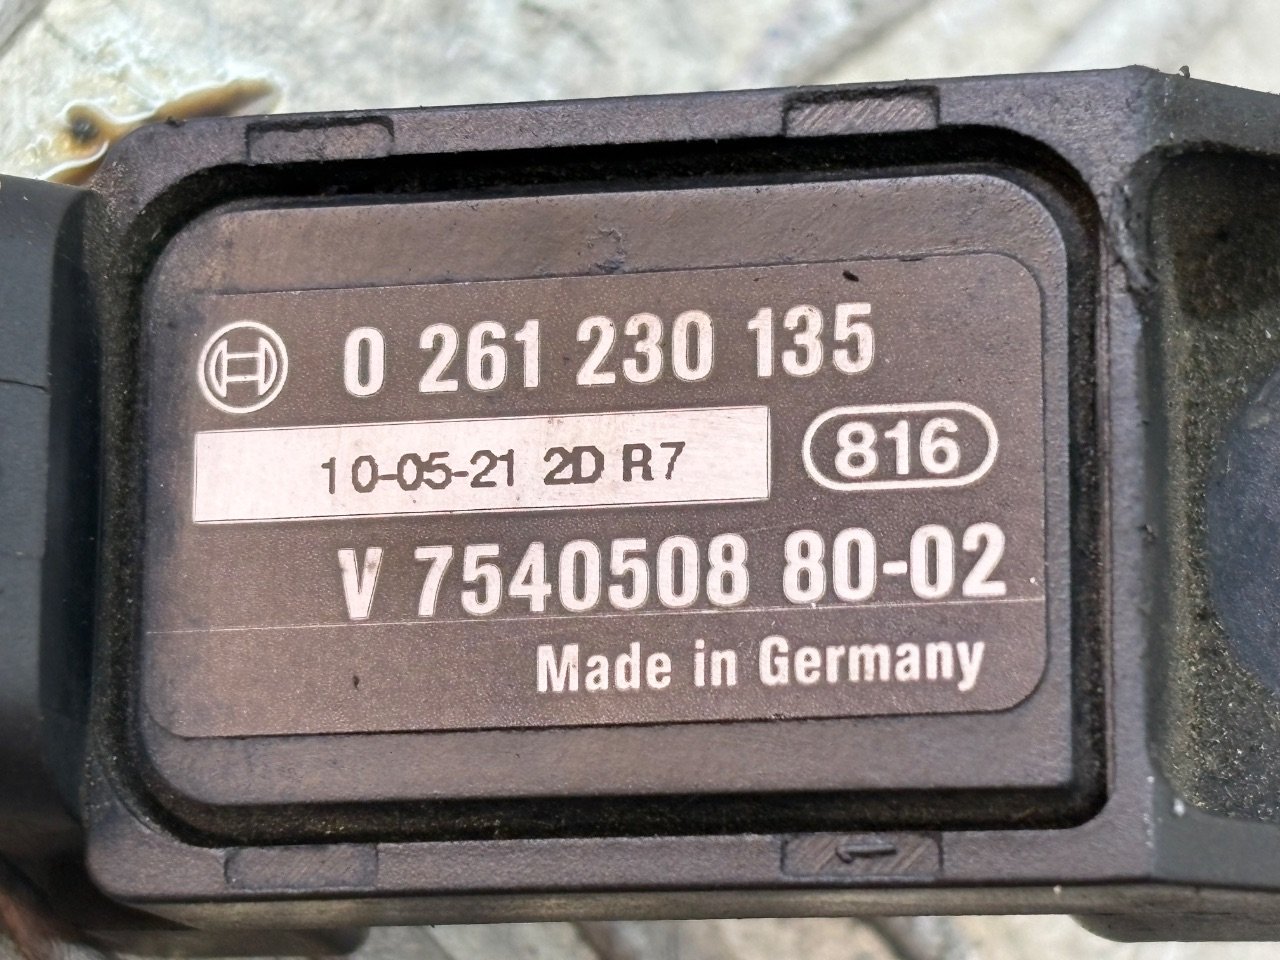 0 261 230 135
10-05-21 2D R7 816
V 7540508 80-02
Made in Germany